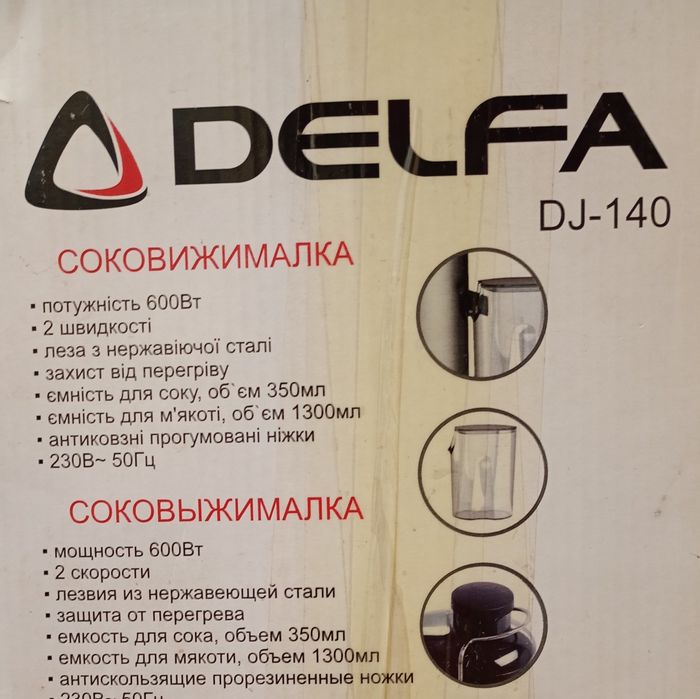 DELFA
DJ-140
СОКОВИЖИМАЛКА
▪ потужність 600Вт
▪ 2 швидкості
▪ леза з нержавіючої сталі
▪ захист від перегріву
▪ ємність для соку, об`єм 350мл
▪ ємність для м'якоті, об`єм 1300мл
▪ антиковзні прогумовані ніжки
▪ 230В~ 50Гц
СОКОВЫЖИМАЛКА
▪ мощность 600Вт
▪ 2 скорости
▪ лезвия из нержавеющей стали
▪ защита от перегрева
▪ емкость для сока, объем 350мл
▪ емкость для мякоти, объем 1300мл
▪ антискользящие прорезиненные ножки
▪ 230В~ 50Гц